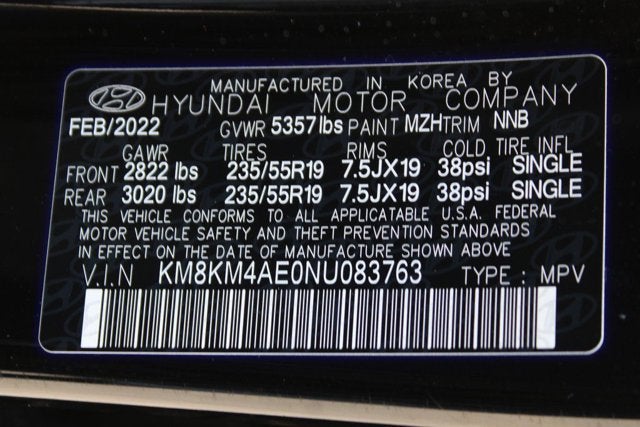 MANUFACTURED IN KOREA BY
HYUNDAI MOTOR COMPANY
FEB/2022 GVWR 5357lbs PAINT MZH TRIM NNB
GAWR TIRES RIMS COLD TIRE INFL
FRONT 2822 lbs 235/55R19 7.5JX19 38psi SINGLE
REAR 3020 lbs 235/55R19 7.5JX19 38psi SINGLE
THIS VEHICLE CONFORMS TO ALL APPLICATABLE U.S.A. FEDERAL
MOTOR VEHICLE SAFETY AND THEFT PREVENTION STANDARDS
IN EFFECT ON THE DATE OF MANUFACTURE SHOWN ABOVE
V.I.N KM8KM4AE0NU083763 TYPE : MPV